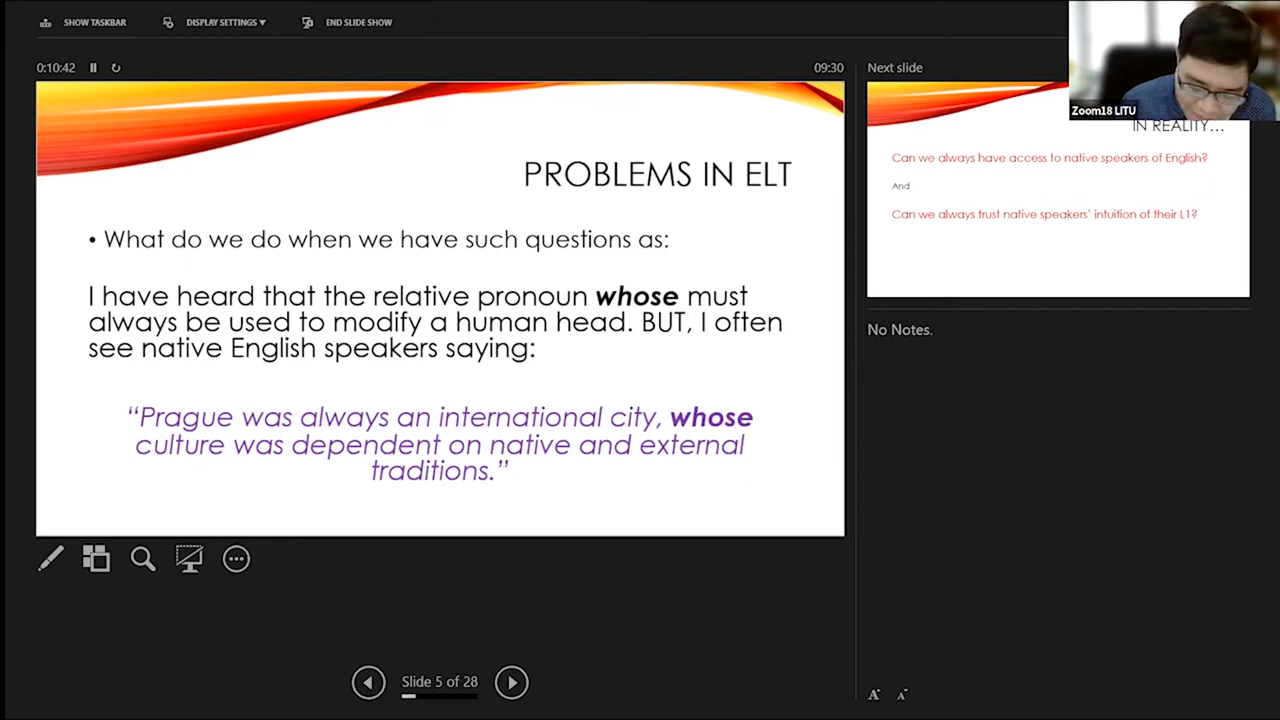 SHOW TASKBAR
DISPLAY SETTINGS ▼
END SLIDE SHOW
0:10:42
09:30
PROBLEMS IN ELT
• What do we do when we have such questions as:
I have heard that the relative pronoun whose must
always be used to modify a human head. BUT, I often
see native English speakers saying:
“Prague was always an international city, whose
culture was dependent on native and external
traditions.”
Slide 5 of 28
Next slide
Zoom18 LITU
IN REALITY…
Can we always have access to native speakers of English?
And
Can we always trust native speakers’ intuition of their L1?
No Notes.
A A